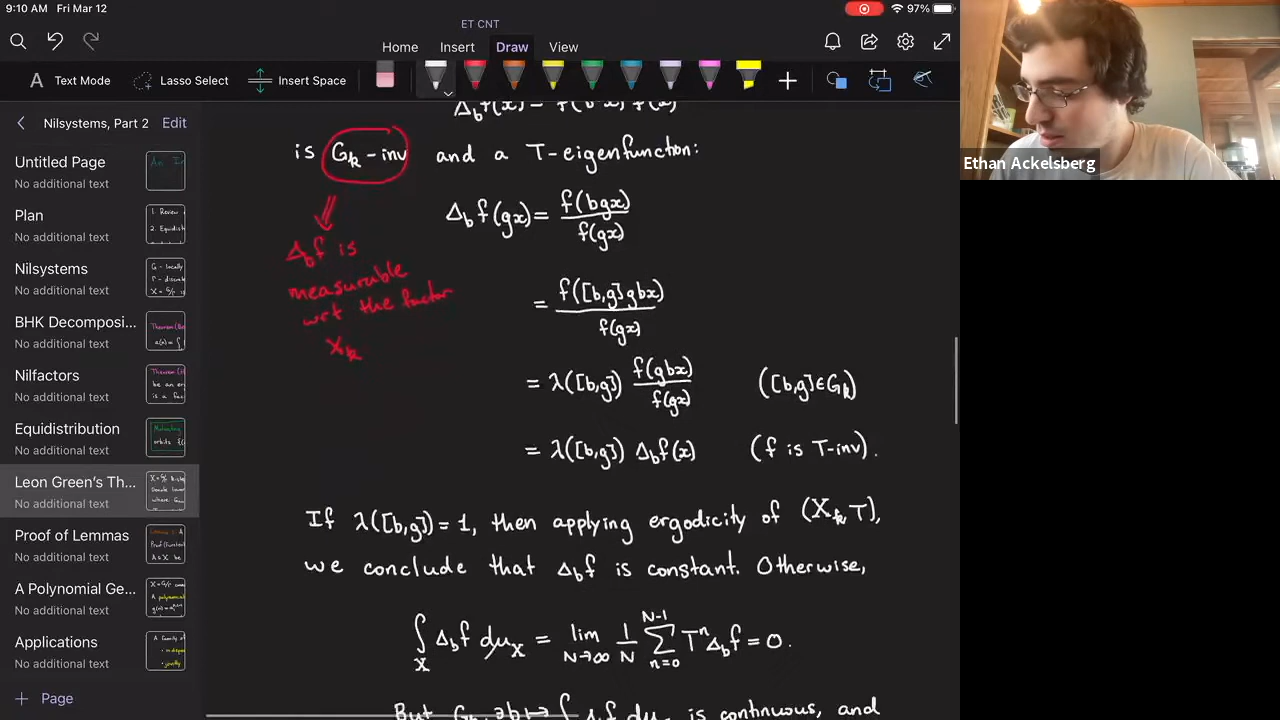 9:10 AM Fri Mar 12
97%
ET CNT
Home Insert Draw View
Text Mode Lasso Select Insert Space
Nilsystems, Part 2 Edit
Untitled Page
No additional text
Plan
No additional text
Nilsystems
No additional text
BHK Decomposi...
No additional text
Nilfactors
No additional text
Equidistribution
No additional text
Leon Green's Th...
No additional text
Proof of Lemmas
No additional text
A Polynomial Ge...
No additional text
Applications
No additional text
+ Page
Δ_b f(x) = f(b x) f(x)
is G_k-inv and a T-eigenfunction:
Δ_b f(gx) = f(bgx) / f(gx)
= f([b,g]gbx) / f(gx)
= λ([b,g]) f(gbx) / f(gx) ([b,g]∈G_k)
= λ([b,g]) Δ_b f(x) (f is T-inv).
⇓
Δ_b f is
measurable
wrt the factor
X_k
If λ([b,g]) = 1, then applying ergodicity of (X_k, T),
we conclude that Δ_b f is constant. Otherwise,
∫_X Δ_b f dμ_X = lim_{N→∞} 1/N Σ_{n=0}^{N-1} T^n Δ_b f = 0.
is continuous, and
Ethan Ackelsberg